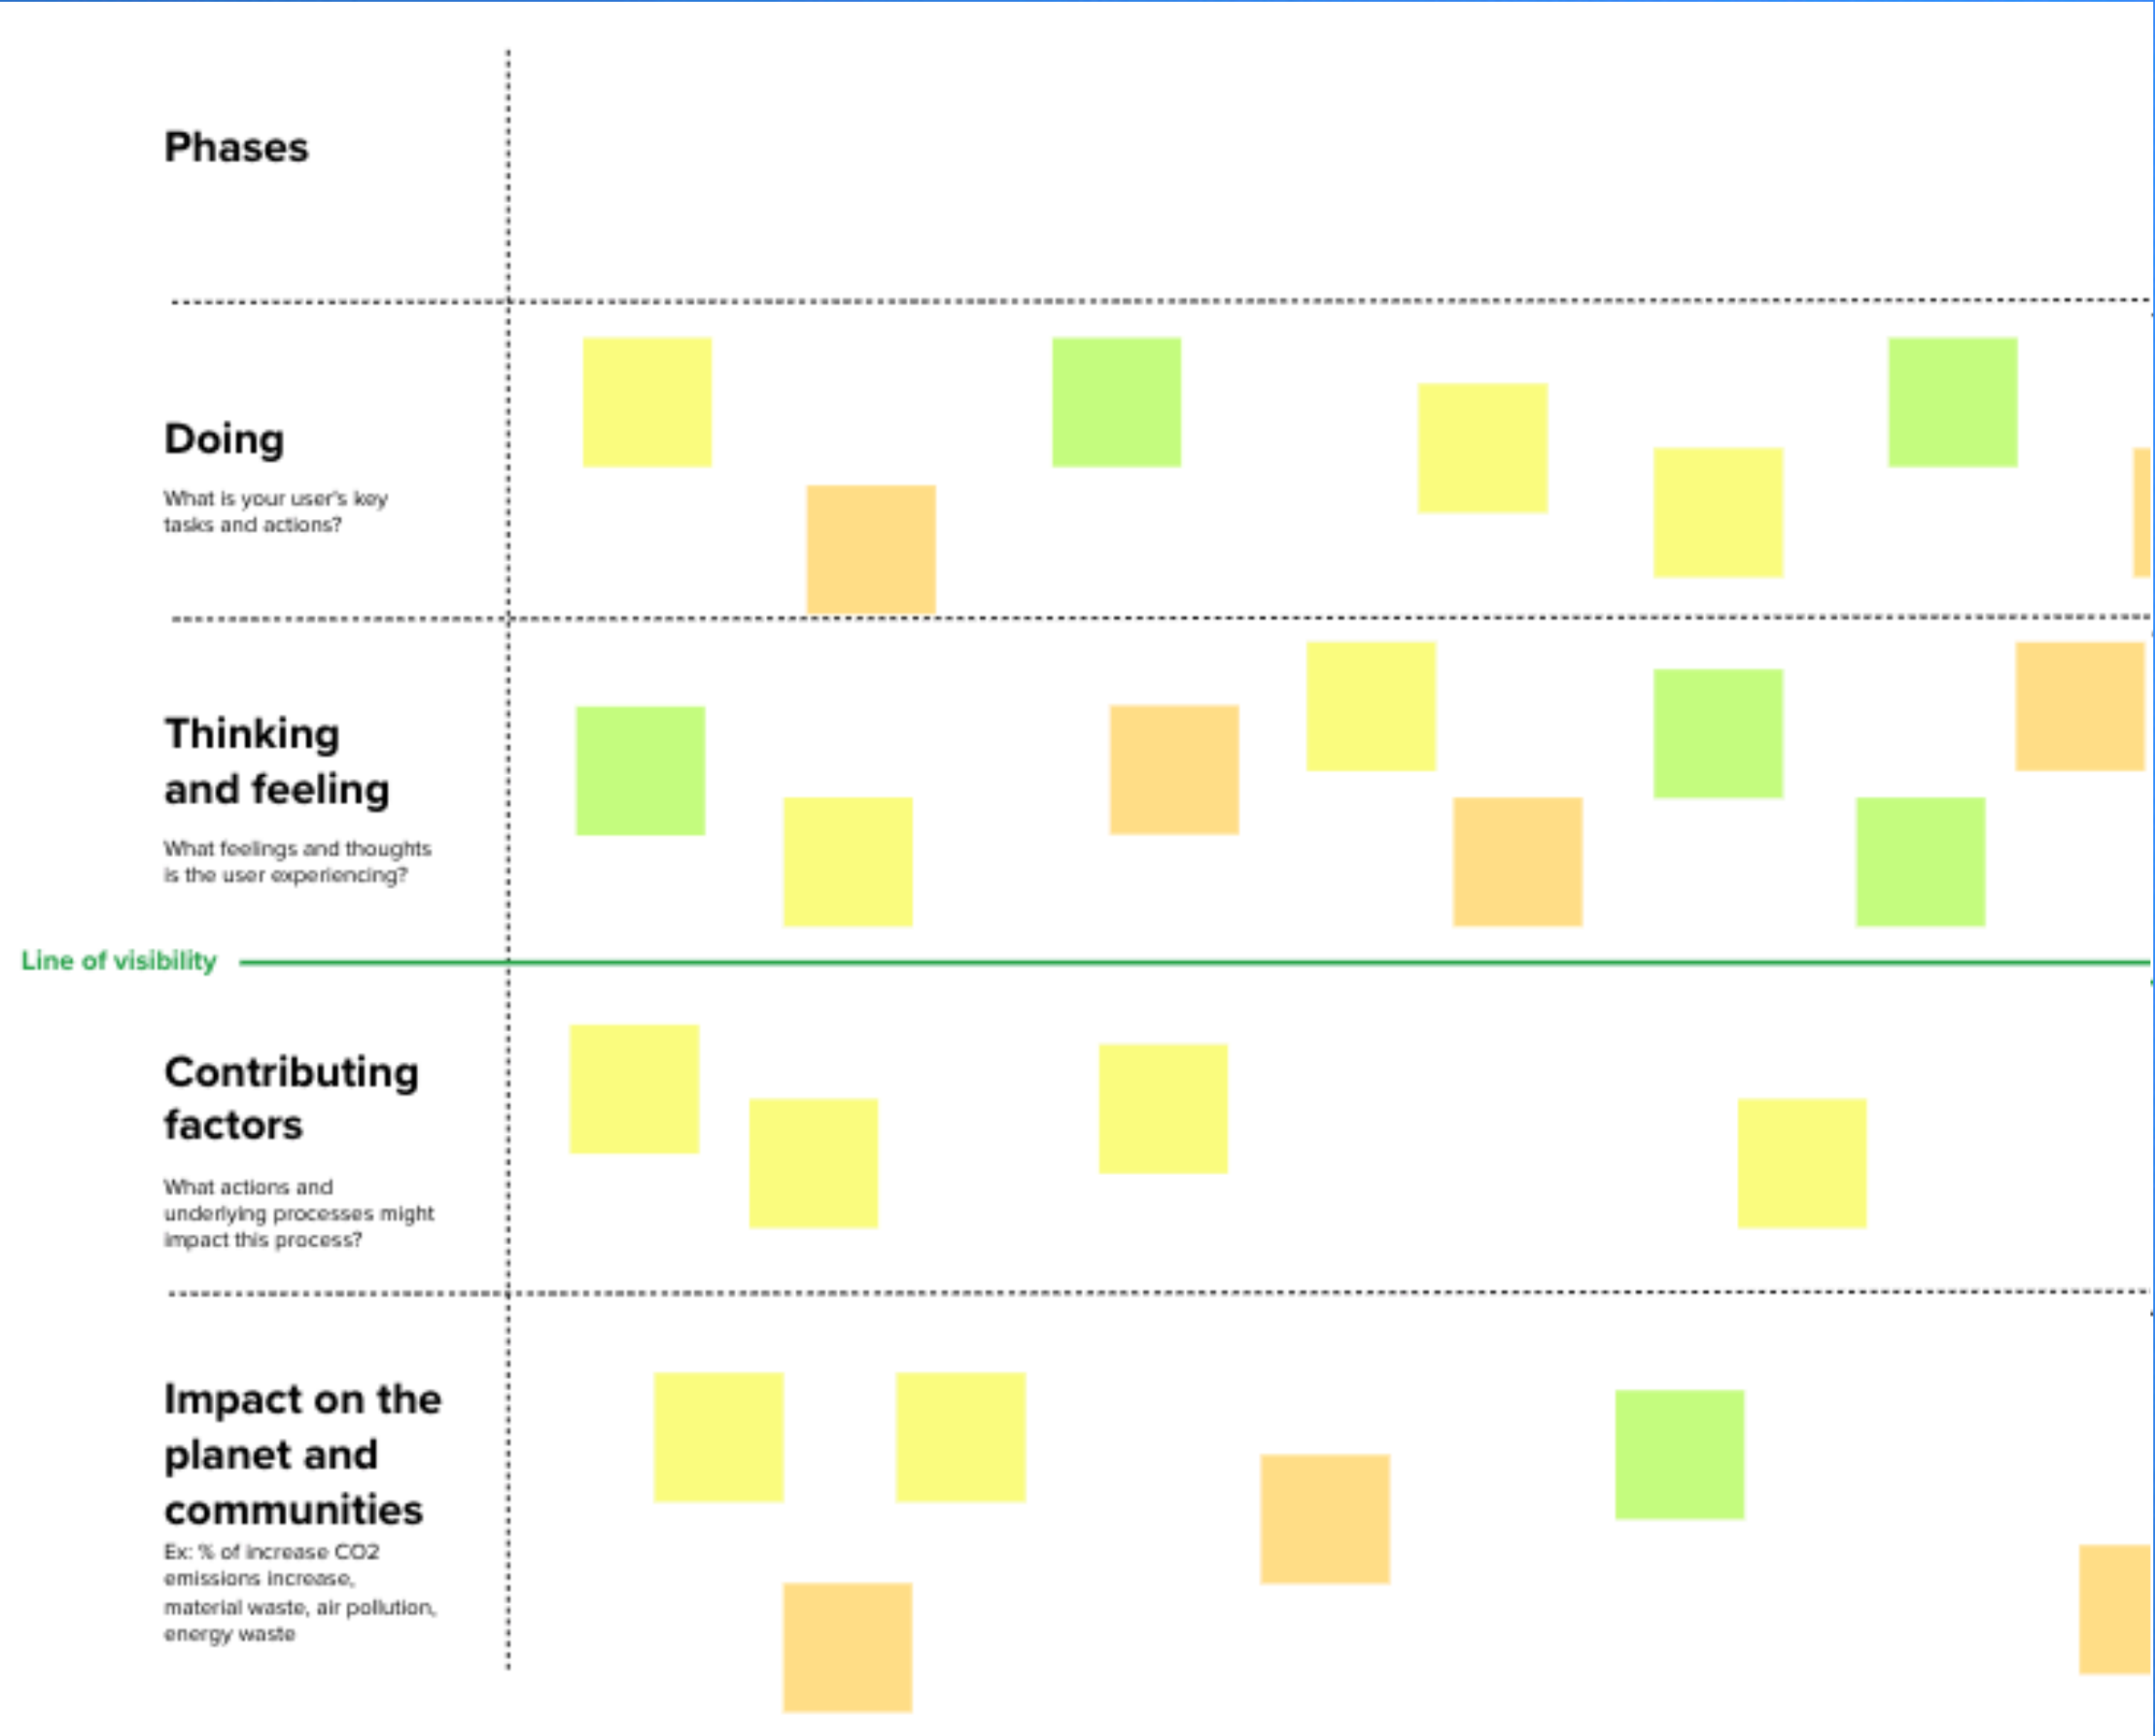 Phases
Doing
What is your user's key
tasks and actions?
Thinking
and feeling
What feelings and thoughts
is the user experiencing?
Line of visibility
Contributing
factors
What actions and
underlying processes might
impact this process?
Impact on the
planet and
communities
Ex: % of increase CO2
emissions increase,
material waste, air pollution,
energy waste